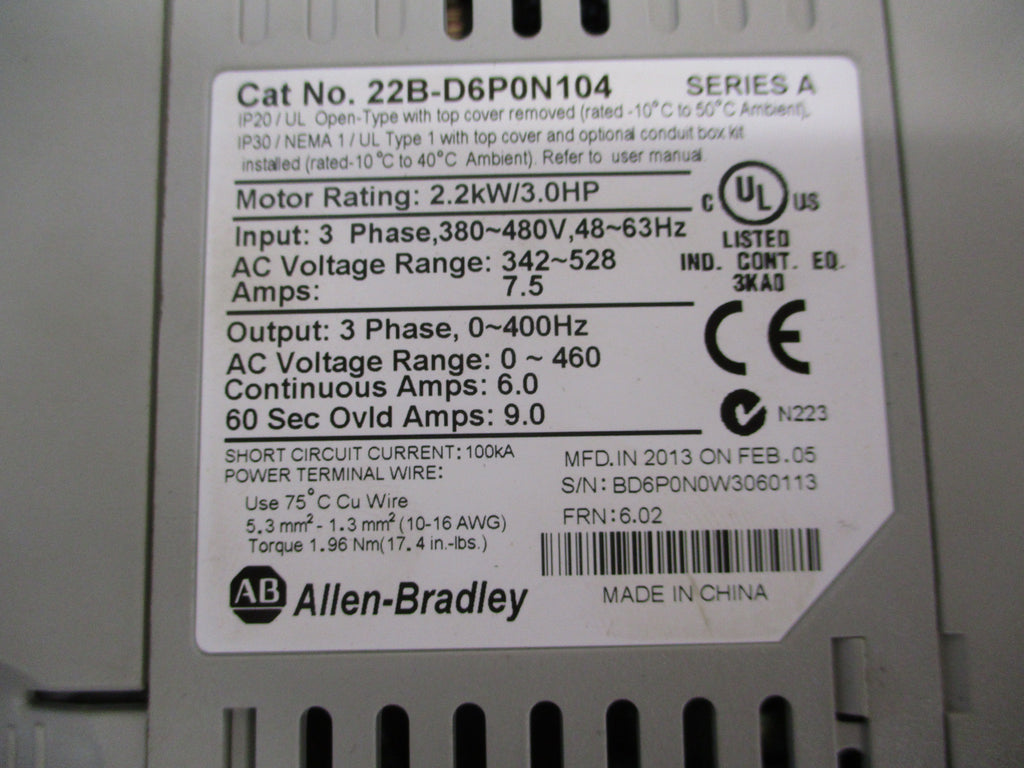 Cat No. 22B-D6P0N104 SERIES A
IP20 / UL Open-Type with top cover removed (rated -10°C to 50°C Ambient),
IP30 / NEMA 1 / UL Type 1 with top cover and optional conduit box kit
installed (rated-10°C to 40°C Ambient). Refer to user manual.
Motor Rating: 2.2kW/3.0HP
C UL US
LISTED
IND. CONT. EQ.
3KA0
Input: 3 Phase,380~480V,48~63Hz
AC Voltage Range: 342~528
Amps: 7.5
CE
Output: 3 Phase, 0~400Hz
AC Voltage Range: 0 ~ 460
Continuous Amps: 6.0
60 Sec Ovld Amps: 9.0
N223
SHORT CIRCUIT CURRENT: 100kA
POWER TERMINAL WIRE:
Use 75°C Cu Wire
5.3 mm² - 1.3 mm² (10-16 AWG)
Torque 1.96 Nm(17.4 in.-lbs.)
MFD.IN 2013 ON FEB.05
S/N: BD6P0N0W3060113
FRN:6.02
AB Allen-Bradley
MADE IN CHINA